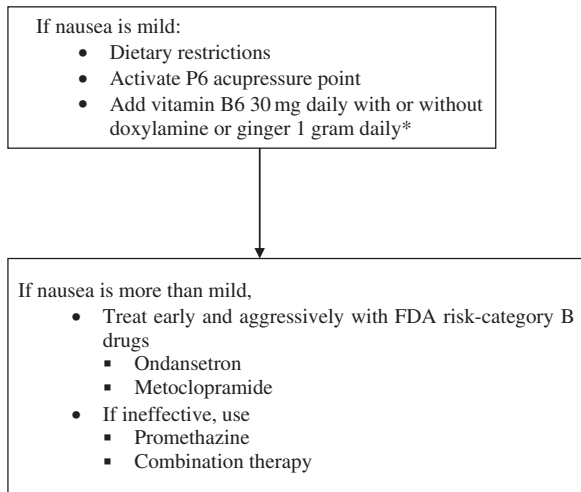 If nausea is mild:
• Dietary restrictions
• Activate P6 acupressure point
• Add vitamin B6 30 mg daily with or without
doxylamine or ginger 1 gram daily*
If nausea is more than mild,
• Treat early and aggressively with FDA risk-category B
drugs
▪ Ondansetron
▪ Metoclopramide
• If ineffective, use
▪ Promethazine
▪ Combination therapy